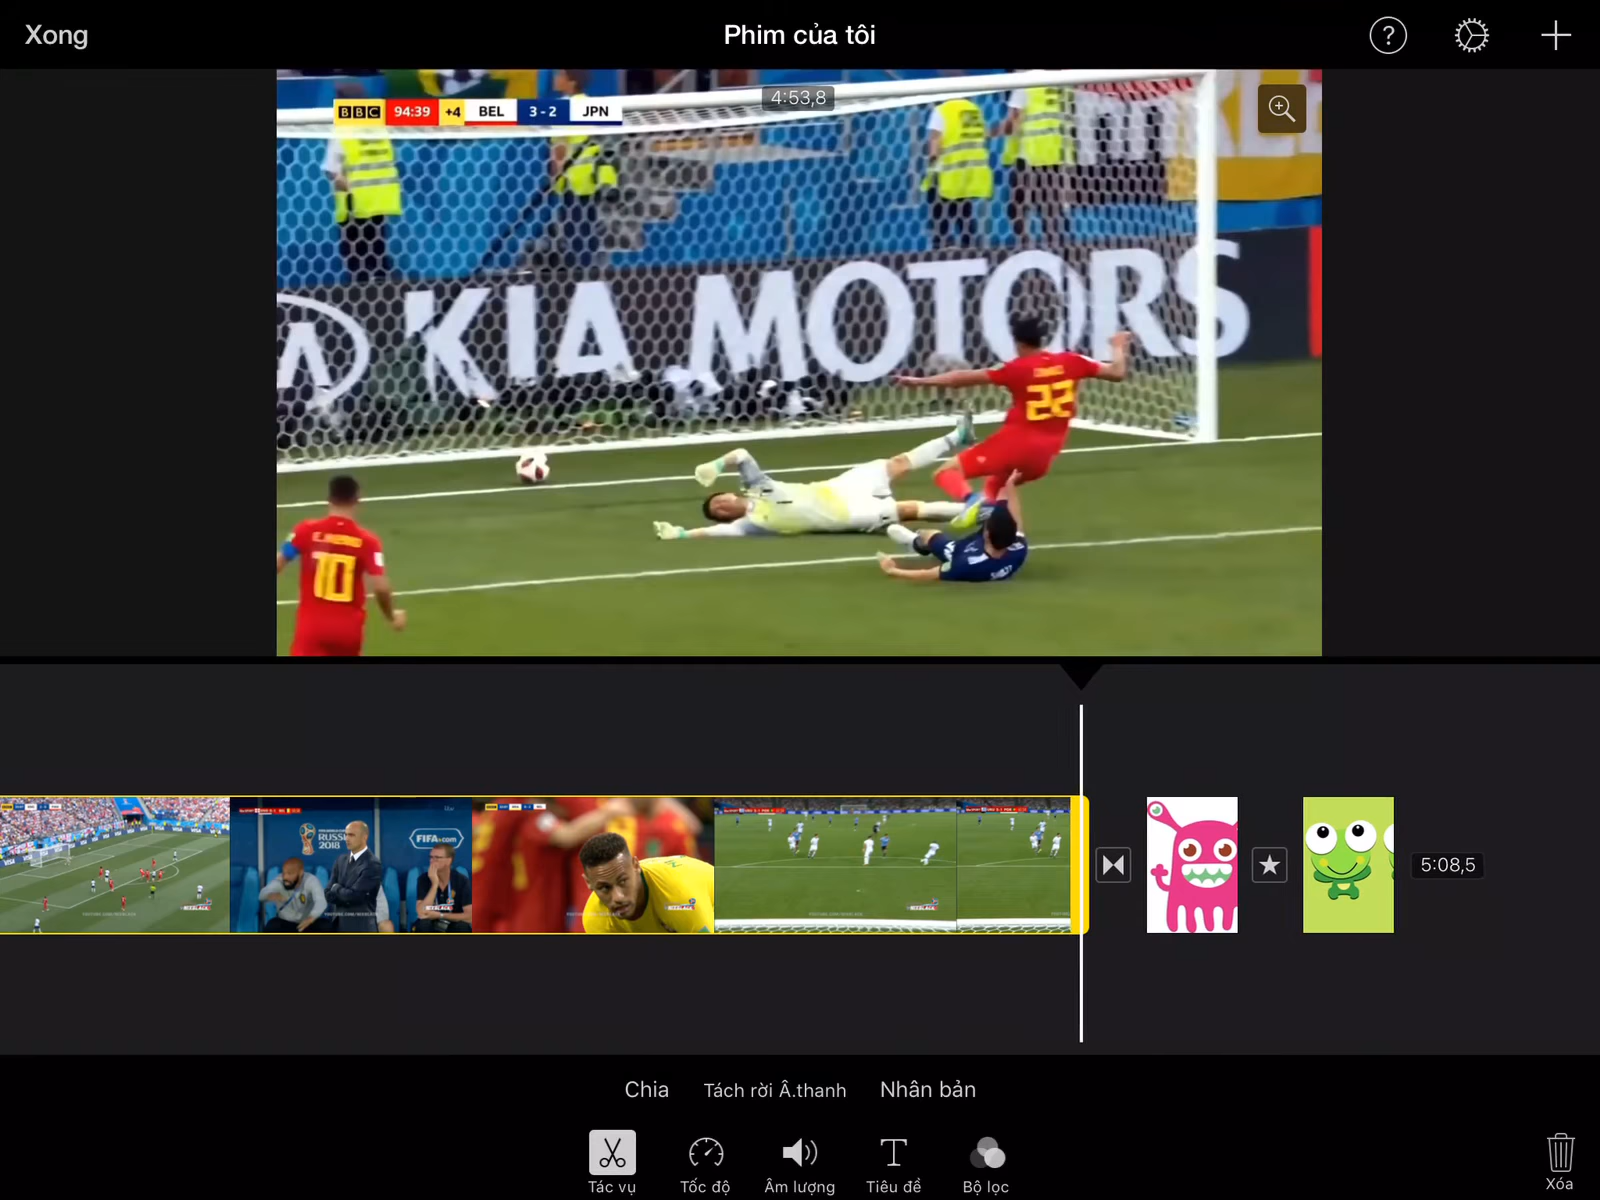 Xong
Phim của tôi
?
4:53,8
BBC 94:39 +4 BEL 3 - 2 JPN
KIA MOTORS
22
10
RUSSIA 2018
FIFA.com
5:08,5
Chia
Tách rời Â.thanh
Nhân bản
Tác vụ
Tốc độ
Âm lượng
Tiêu đề
Bộ lọc
Xóa